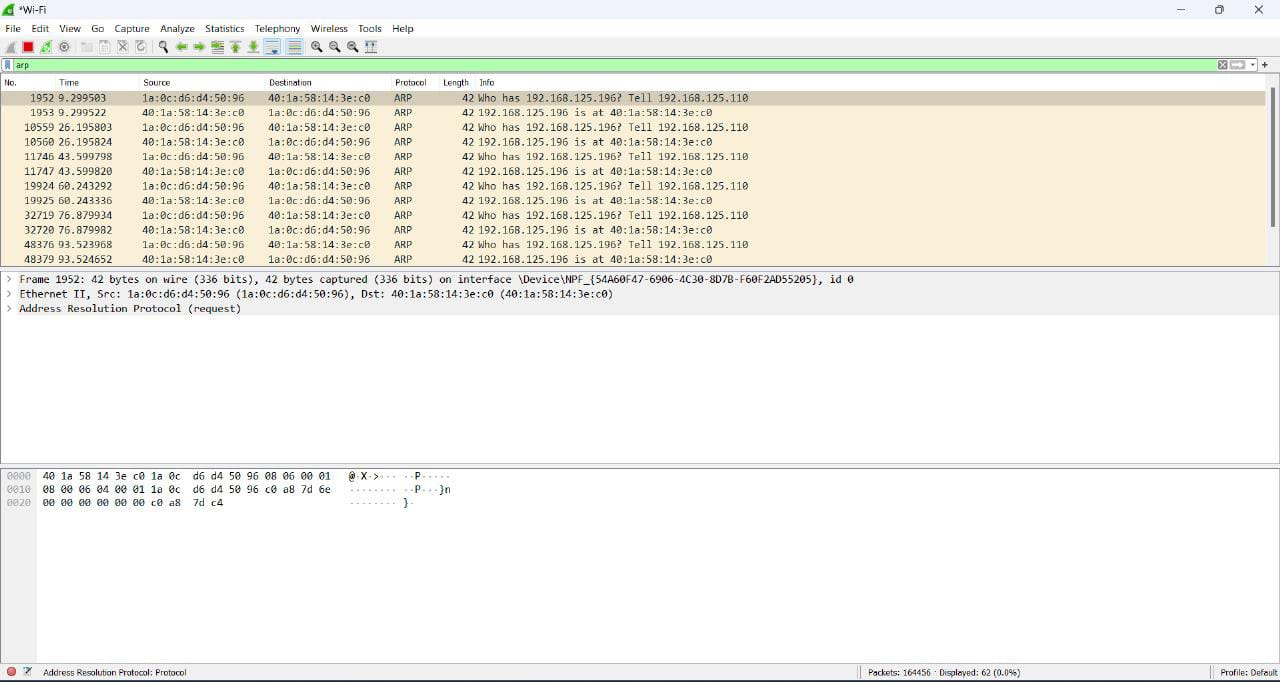 *Wi-Fi
File Edit View Go Capture Analyze Statistics Telephony Wireless Tools Help
arp
No. Time Source Destination Protocol Length Info
1952 9.299503 1a:0c:d6:d4:50:96 40:1a:58:14:3e:c0 ARP 42 Who has 192.168.125.196? Tell 192.168.125.110
1953 9.299522 40:1a:58:14:3e:c0 1a:0c:d6:d4:50:96 ARP 42 192.168.125.196 is at 40:1a:58:14:3e:c0
10559 26.195803 1a:0c:d6:d4:50:96 40:1a:58:14:3e:c0 ARP 42 Who has 192.168.125.196? Tell 192.168.125.110
10560 26.195824 40:1a:58:14:3e:c0 1a:0c:d6:d4:50:96 ARP 42 192.168.125.196 is at 40:1a:58:14:3e:c0
11746 43.599798 1a:0c:d6:d4:50:96 40:1a:58:14:3e:c0 ARP 42 Who has 192.168.125.196? Tell 192.168.125.110
11747 43.599820 40:1a:58:14:3e:c0 1a:0c:d6:d4:50:96 ARP 42 192.168.125.196 is at 40:1a:58:14:3e:c0
19924 60.243292 1a:0c:d6:d4:50:96 40:1a:58:14:3e:c0 ARP 42 Who has 192.168.125.196? Tell 192.168.125.110
19925 60.243336 40:1a:58:14:3e:c0 1a:0c:d6:d4:50:96 ARP 42 192.168.125.196 is at 40:1a:58:14:3e:c0
32719 76.879934 1a:0c:d6:d4:50:96 40:1a:58:14:3e:c0 ARP 42 Who has 192.168.125.196? Tell 192.168.125.110
32720 76.879982 40:1a:58:14:3e:c0 1a:0c:d6:d4:50:96 ARP 42 192.168.125.196 is at 40:1a:58:14:3e:c0
48376 93.523968 1a:0c:d6:d4:50:96 40:1a:58:14:3e:c0 ARP 42 Who has 192.168.125.196? Tell 192.168.125.110
48379 93.524652 40:1a:58:14:3e:c0 1a:0c:d6:d4:50:96 ARP 42 192.168.125.196 is at 40:1a:58:14:3e:c0
> Frame 1952: 42 bytes on wire (336 bits), 42 bytes captured (336 bits) on interface \Device\NPF_{54A60F47-6906-4C30-8D7B-F60F2AD55205}, id 0
> Ethernet II, Src: 1a:0c:d6:d4:50:96 (1a:0c:d6:d4:50:96), Dst: 40:1a:58:14:3e:c0 (40:1a:58:14:3e:c0)
> Address Resolution Protocol (request)
0000 40 1a 58 14 3e c0 1a 0c d6 d4 50 96 08 06 00 01 @·X·>··· ··P·····
0010 08 00 06 04 00 01 1a 0c d6 d4 50 96 c0 a8 7d 6e ········ ··P···}n
0020 00 00 00 00 00 00 c0 a8 7d c4 ········ }·
Address Resolution Protocol: Protocol Packets: 164456 · Displayed: 62 (0.0%) Profile: Default